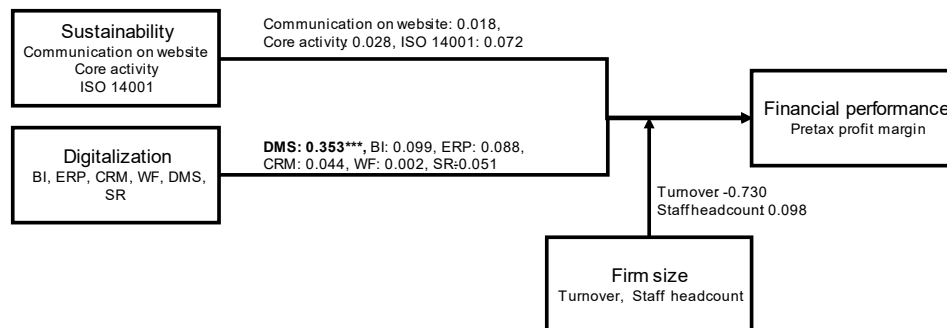 Sustainability
Communication on website
Core activity
ISO 14001
Communication on website: 0.018,
Core activity: 0.028, ISO 14001: 0.072
Financial performance
Pretax profit margin
Digitalization
BI, ERP, CRM, WF, DMS,
SR
DMS: 0.353***, BI: 0.099, ERP: 0.088,
CRM: 0.044, WF: 0.002, SR:-0.051
Turnover: -0.730
Staff headcount: 0.098
Firm size
Turnover, Staff headcount